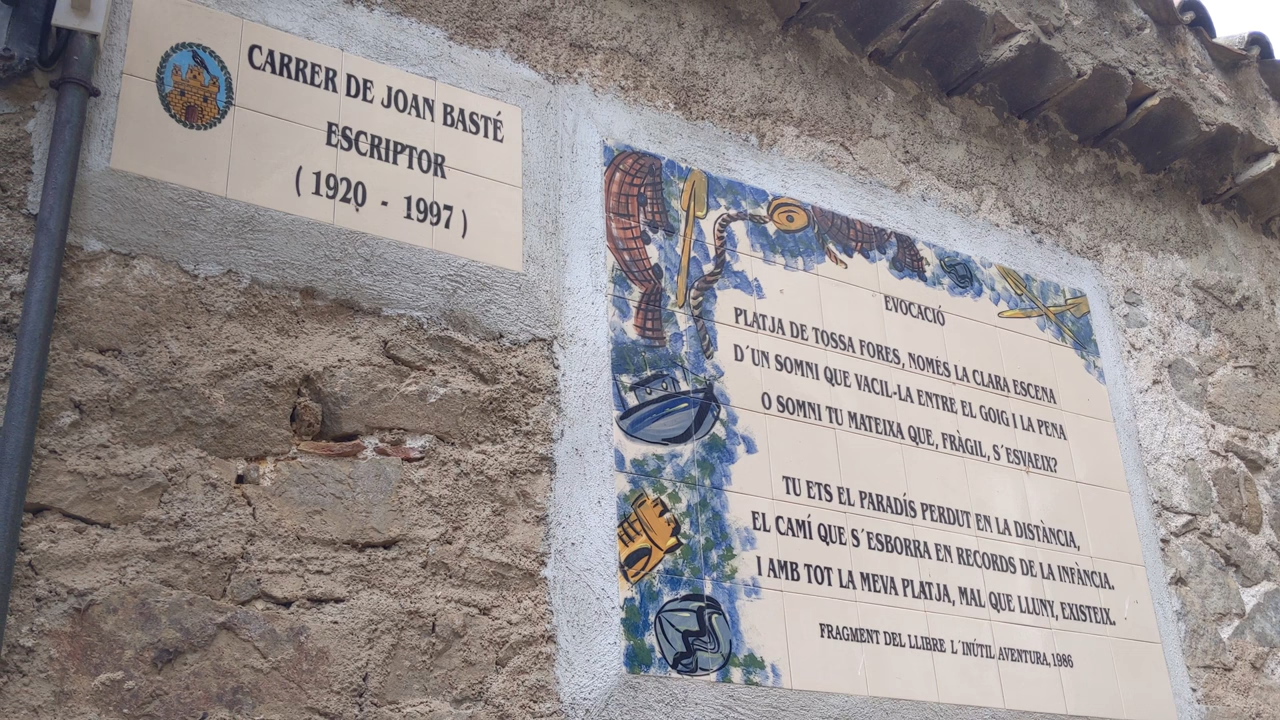 CARRER DE JOAN BASTÉ
ESCRIPTOR
( 1920 - 1997 )
EVOCACIÓ
PLATJA DE TOSSA FORES, NOMÉS LA CLARA ESCENA
D´UN SOMNI QUE VACIL-LA ENTRE EL GOIG I LA PENA
O SOMNI TU MATEIXA QUE, FRÀGIL, S´ESVAEIX?
TU ETS EL PARADÍS PERDUT EN LA DISTÀNCIA,
EL CAMÍ QUE S´ESBORRA EN RECORDS DE LA INFÀNCIA.
I AMB TOT LA MEVA PLATJA, MAL QUE LLUNY, EXISTEIX.
FRAGMENT DEL LLIBRE L´INÚTIL AVENTURA, 1986